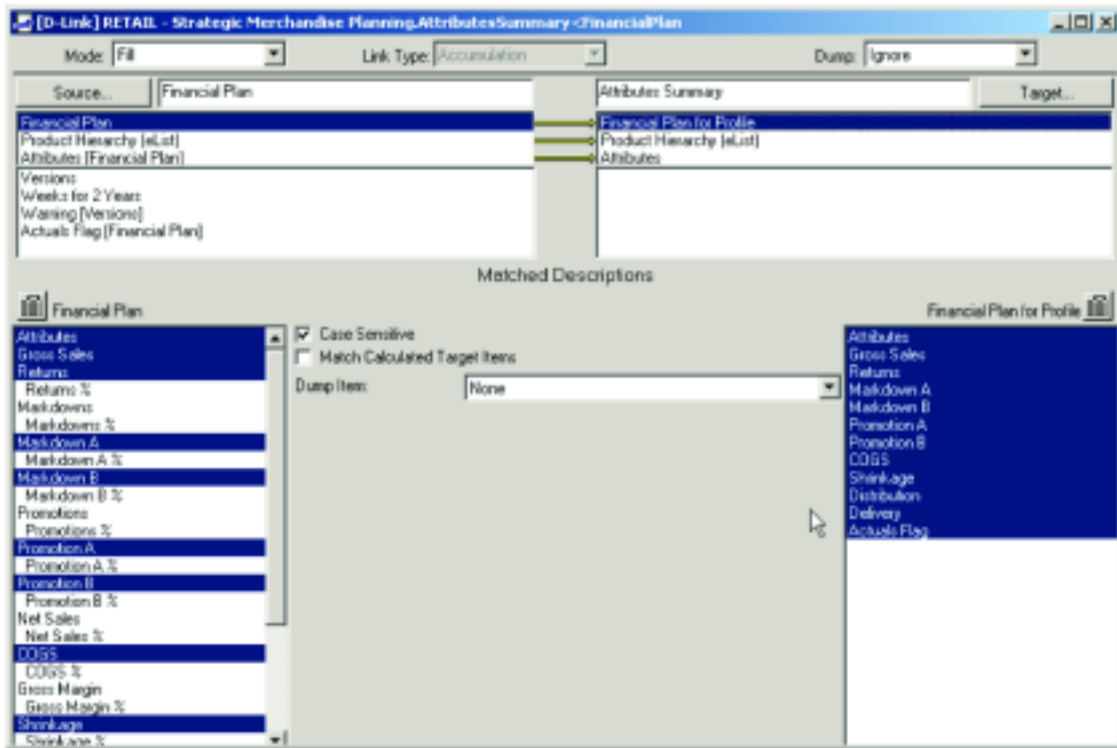 [D-Link] RETAIL - Strategic Merchandise Planning.AttributesSummary<FinancialPlan
Mode: Fill Link Type: Accumulation Dump: Ignore
Source... Financial Plan Attributes Summary Target...
Financial Plan Financial Plan for Profile
Product Hierarchy [eList] Product Hierarchy [eList]
Attributes [Financial Plan] Attributes
Versions
Weeks for 2 Years
Warning [Versions]
Actuals Flag [Financial Plan]
Matched Descriptions
Financial Plan Financial Plan for Profile
Attributes
Gross Sales
Returns
Returns %
Markdowns
Markdowns %
Markdown A
Markdown A %
Markdown B
Markdown B %
Promotions
Promotions %
Promotion A
Promotion A %
Promotion B
Promotion B %
Net Sales
Net Sales %
COGS
COGS %
Gross Margin
Gross Margin %
Shrinkage
Shrinkage %
Case Sensitive
Match Calculated Target Items
Dump Item: None
Attributes
Gross Sales
Returns
Markdown A
Markdown B
Promotion A
Promotion B
COGS
Shrinkage
Distribution
Delivery
Actuals Flag